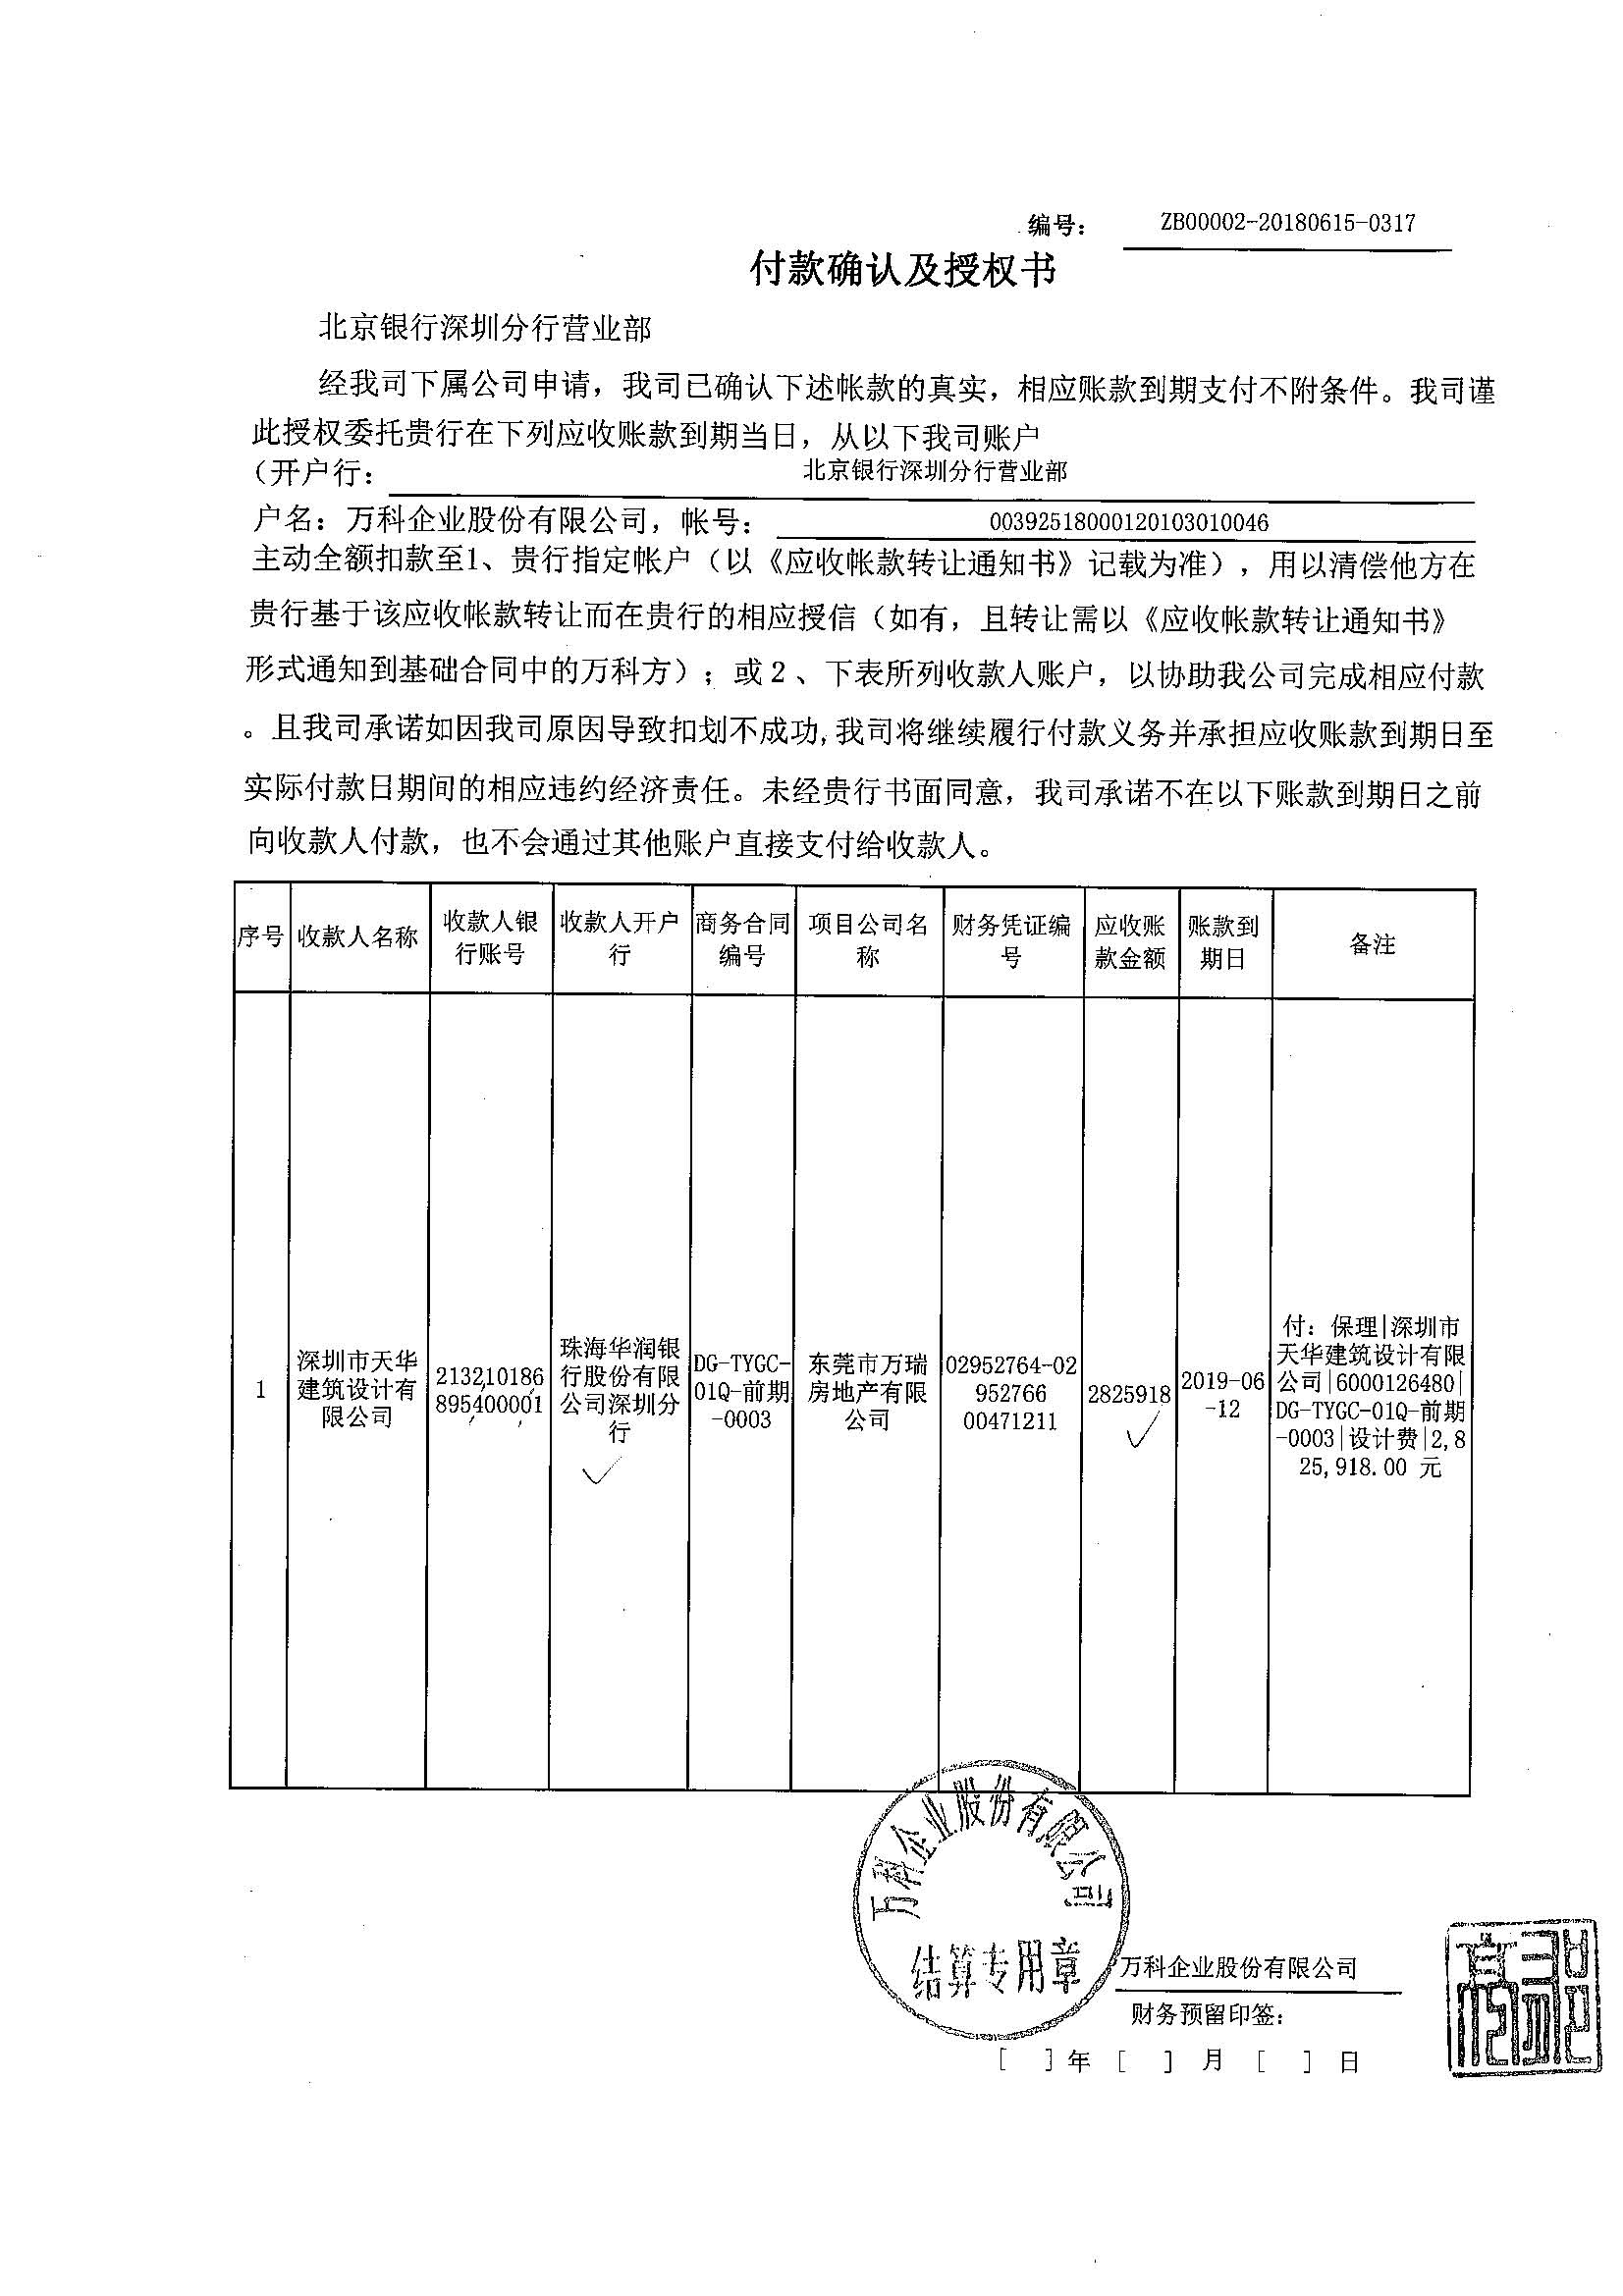 编号： ZB00002-20180615-0317
付款确认及授权书
北京银行深圳分行营业部
经我司下属公司申请，我司已确认下述帐款的真实，相应账款到期支付不附条件。我司谨
此授权委托贵行在下列应收账款到期当日，从以下我司账户
（开户行： 北京银行深圳分行营业部
户名：万科企业股份有限公司，帐号： 00392518000120103010046
主动全额扣款至1、贵行指定帐户（以《应收帐款转让通知书》记载为准），用以清偿他方在
贵行基于该应收帐款转让而在贵行的相应授信（如有，且转让需以《应收帐款转让通知书》
形式通知到基础合同中的万科方）；或2、下表所列收款人账户，以协助我公司完成相应付款
。且我司承诺如因我司原因导致扣划不成功,我司将继续履行付款义务并承担应收账款到期日至
实际付款日期间的相应违约经济责任。未经贵行书面同意，我司承诺不在以下账款到期日之前
向收款人付款，也不会通过其他账户直接支付给收款人。
序号
收款人名称
收款人银
行账号
收款人开户
行
商务合同
编号
项目公司名
称
财务凭证编
号
应收账
款金额
账款到
期日
备注
1
深圳市天华
建筑设计有
限公司
213210186
895400001
珠海华润银
行股份有限
公司深圳分
行
DG-TYGC-
01Q-前期
-0003
东莞市万瑞
房地产有限
公司
02952764-02
952766
00471211
2825918
2019-06
-12
付：保理|深圳市
天华建筑设计有限
公司|6000126480|
DG-TYGC-01Q-前期
-0003|设计费|2,8
25,918.00 元
万科企业股份有限公司
结算专用章
万科企业股份有限公司
财务预留印签：
[ ]年 [ ] 月 [ ] 日